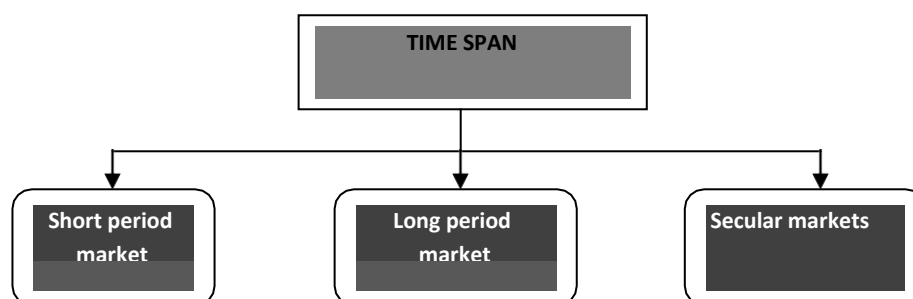 TIME SPAN
Short period
market
Long period
market
Secular markets